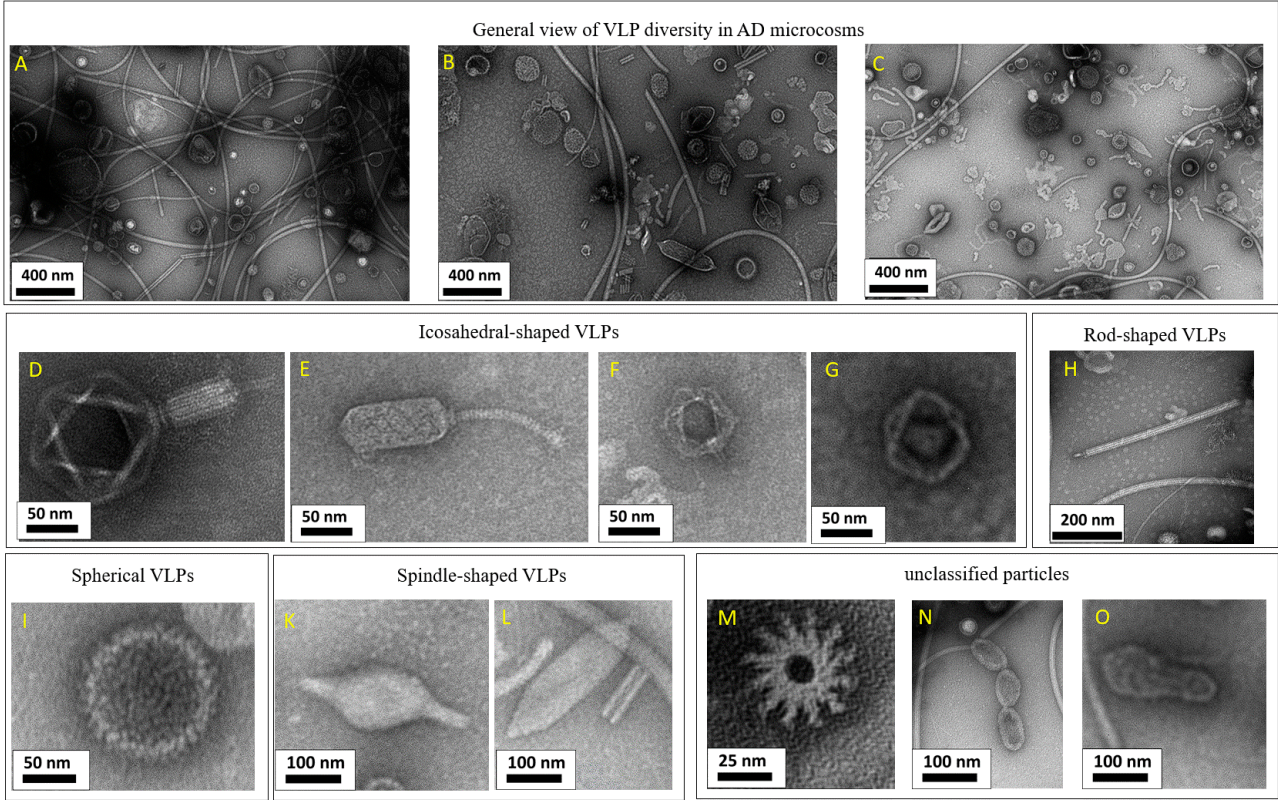 General view of VLP diversity in AD microcosms
A
B
C
400 nm
400 nm
400 nm
Icosahedral-shaped VLPs
Rod-shaped VLPs
D
E
F
G
H
50 nm
50 nm
50 nm
50 nm
200 nm
Spherical VLPs
Spindle-shaped VLPs
unclassified particles
I
K
L
M
N
O
50 nm
100 nm
100 nm
25 nm
100 nm
100 nm